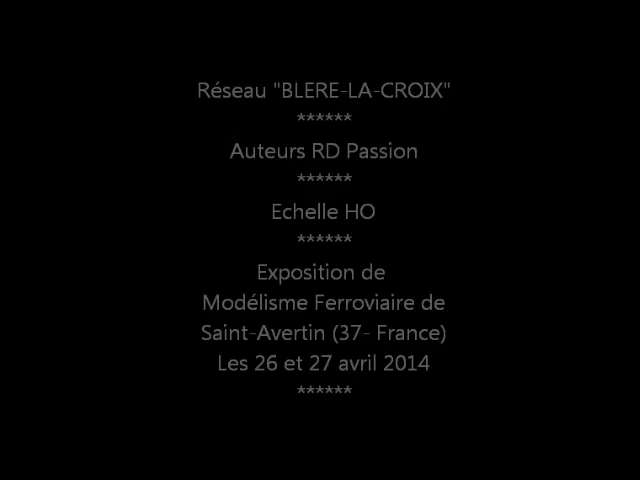 Réseau "BLERE-LA-CROIX"
******
Auteurs RD Passion
******
Echelle HO
******
Exposition de
Modélisme Ferroviaire de
Saint-Avertin (37- France)
Les 26 et 27 avril 2014
******